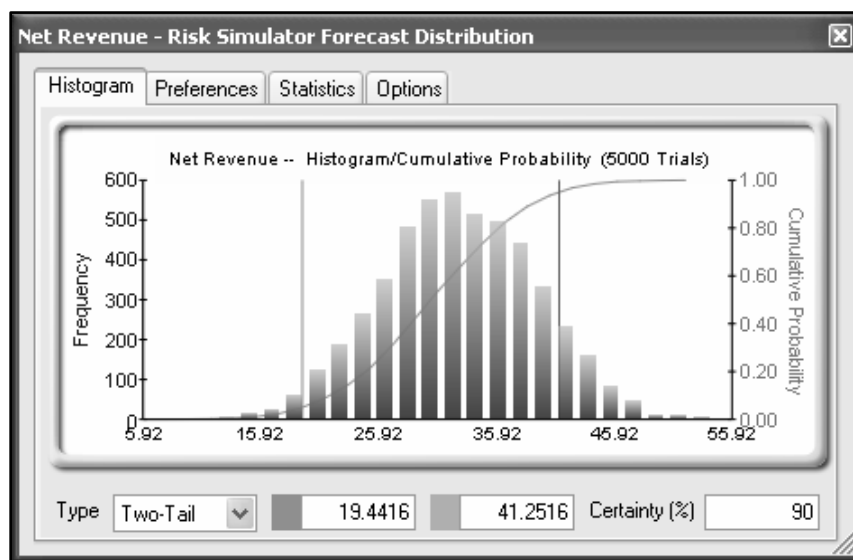 Net Revenue - Risk Simulator Forecast Distribution
Histogram Preferences Statistics Options
Net Revenue -- Histogram/Cumulative Probability (5000 Trials)
600
500
400
300
200
100
0
Frequency
1.00
0.80
0.60
0.40
0.20
0.00
Cumulative Probability
5.92 15.92 25.92 35.92 45.92 55.92
Type Two-Tail 19.4416 41.2516 Certainty (%) 90